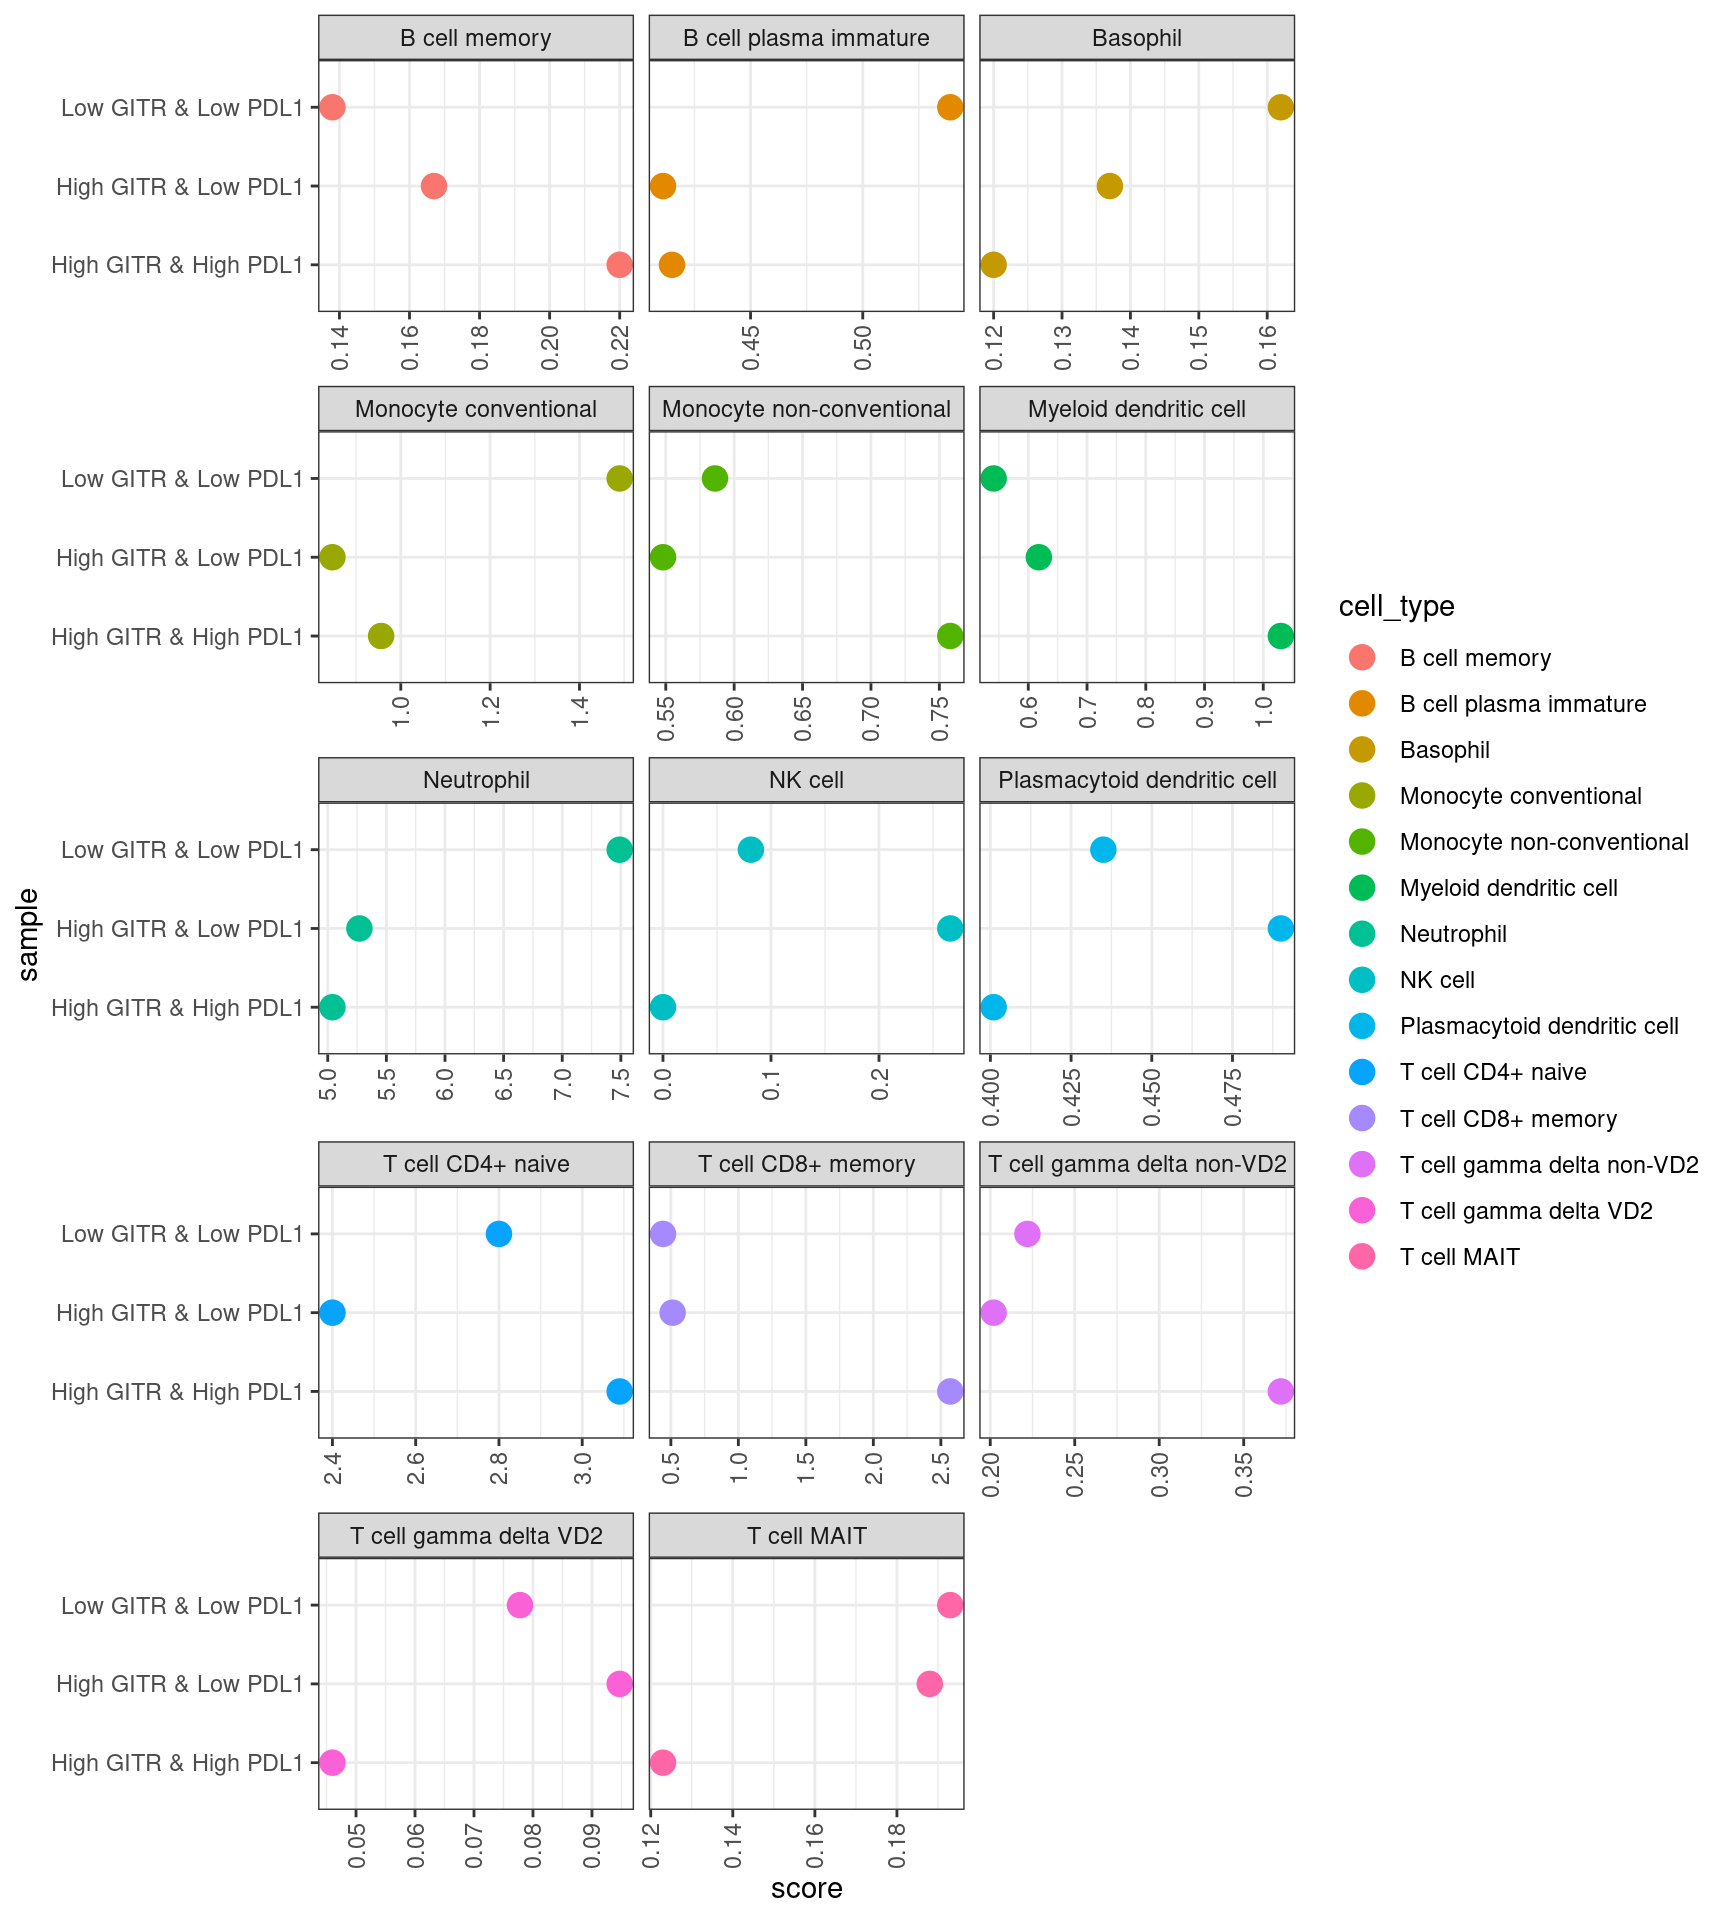 B cell memory
B cell plasma immature
Basophil
Low GITR & Low PDL1
High GITR & Low PDL1
High GITR & High PDL1
0.14 0.16 0.18 0.20 0.22
0.45 0.50
0.12 0.13 0.14 0.15 0.16
Monocyte conventional
Monocyte non-conventional
Myeloid dendritic cell
Low GITR & Low PDL1
High GITR & Low PDL1
High GITR & High PDL1
1.0 1.2 1.4
0.55 0.60 0.65 0.70 0.75
0.6 0.7 0.8 0.9 1.0
Neutrophil
NK cell
Plasmacytoid dendritic cell
Low GITR & Low PDL1
High GITR & Low PDL1
High GITR & High PDL1
5.0 5.5 6.0 6.5 7.0 7.5
0.0 0.1 0.2
0.400 0.425 0.450 0.475
T cell CD4+ naive
T cell CD8+ memory
T cell gamma delta non-VD2
Low GITR & Low PDL1
High GITR & Low PDL1
High GITR & High PDL1
2.4 2.6 2.8 3.0
0.5 1.0 1.5 2.0 2.5
0.20 0.25 0.30 0.35
T cell gamma delta VD2
T cell MAIT
Low GITR & Low PDL1
High GITR & Low PDL1
High GITR & High PDL1
0.05 0.06 0.07 0.08 0.09
0.12 0.14 0.16 0.18
sample
score
cell_type
B cell memory
B cell plasma immature
Basophil
Monocyte conventional
Monocyte non-conventional
Myeloid dendritic cell
Neutrophil
NK cell
Plasmacytoid dendritic cell
T cell CD4+ naive
T cell CD8+ memory
T cell gamma delta non-VD2
T cell gamma delta VD2
T cell MAIT